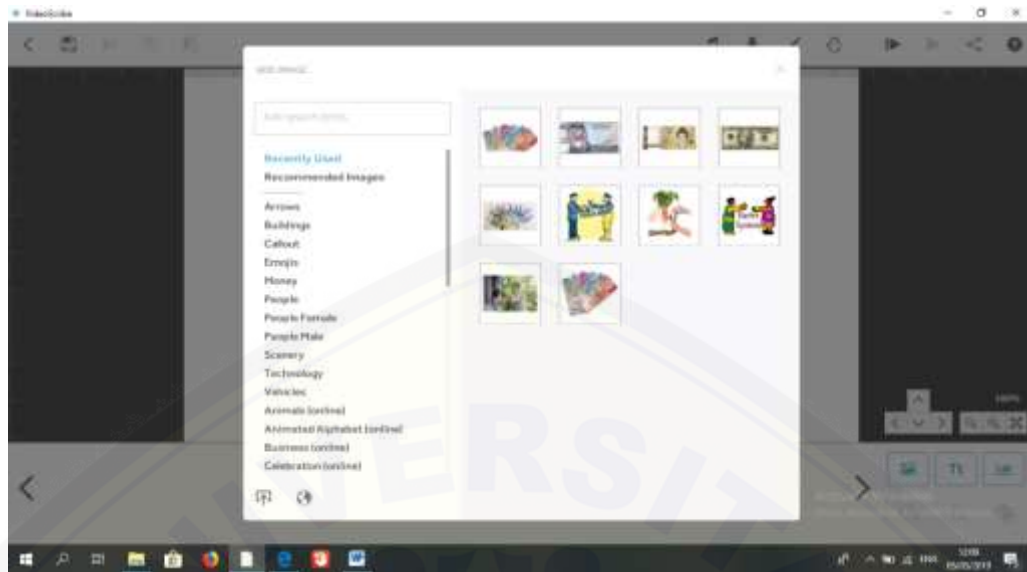 VideoScribe
Recently Used
Recommended Images
Arrows
Buildings
Callout
Emojis
Money
People
People Female
People Male
Scenery
Technology
Vehicles
Animals (online)
Animated Alphabet (online)
Business (online)
Celebration (online)
100%